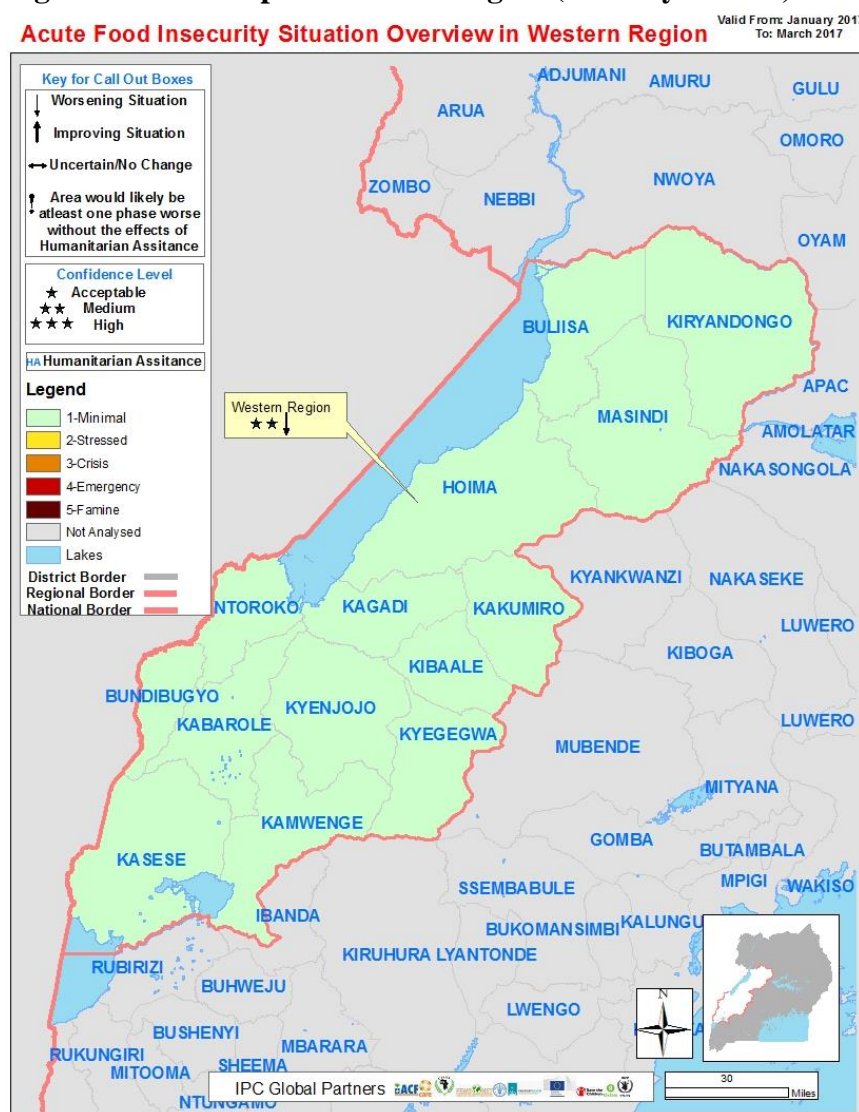 Acute Food Insecurity Situation Overview in Western Region
Valid From: January 201
To: March 2017
Key for Call Out Boxes
Worsening Situation
Improving Situation
Uncertain/No Change
Area would likely be
atleast one phase worse
without the effects of
Humanitarian Assitance
Confidence Level
Acceptable
Medium
High
HA Humanitarian Assitance
Legend
1-Minimal
2-Stressed
3-Crisis
4-Emergency
5-Famine
Not Analysed
Lakes
District Border
Regional Border
National Border
Western Region
ADJUMANI
AMURU
GULU
ARUA
OMORO
ZOMBO
NEBBI
NWOYA
OYAM
BULIISA
KIRYANDONGO
APAC
MASINDI
AMOLATAR
NAKASONGOLA
HOIMA
KYANKWANZI
NAKASEKE
NTOROKO
KAGADI
KAKUMIRO
LUWERO
KIBOGA
KIBAALE
BUNDIBUGYO
KABAROLE
KYENJOJO
KYEGEGWA
LUWERO
MUBENDE
MITYANA
KAMWENGE
GOMBA
BUTAMBALA
KASESE
MPIGI
WAKISO
SSEMBABULE
IBANDA
BUKOMANSIMBI
KALUNGU
KIRUHURA
LYANTONDE
RUBIRIZI
BUHWEJU
LWENGO
N
BUSHENYI
MBARARA
RUKUNGIRI
MITOOMA
SHEEMA
NTUNGAMO
IPC Global Partners
ACF
care
30
Miles